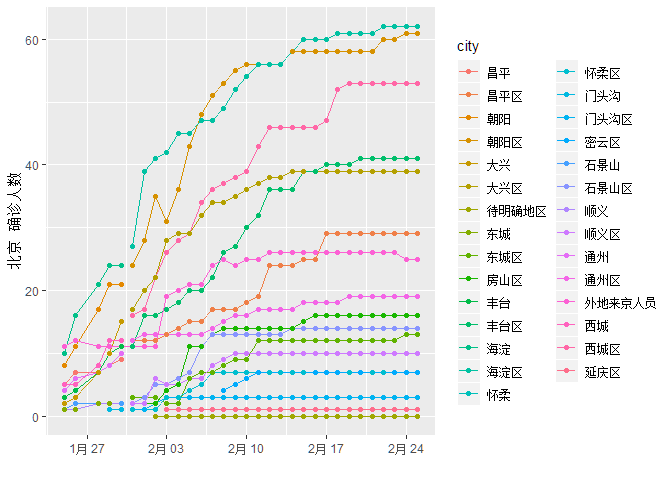 city
昌平
昌平区
朝阳
朝阳区
大兴
大兴区
待明确地区
东城
东城区
房山区
丰台
丰台区
海淀
海淀区
怀柔
怀柔区
门头沟
门头沟区
密云区
石景山
石景山区
顺义
顺义区
通州
通州区
外地来京人员
西城
西城区
延庆区
北京 确诊人数
60
40
20
0
1月 27
2月 03
2月 10
2月 17
2月 24